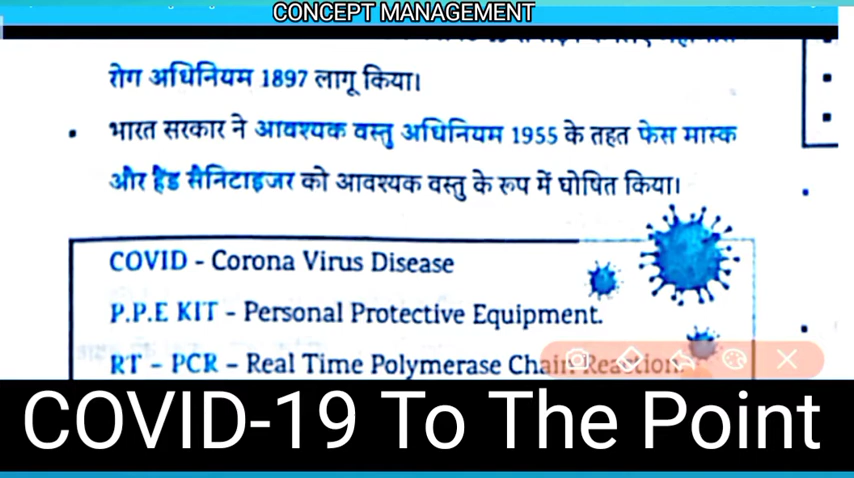 CONCEPT MANAGEMENT
रोग अधिनियम 1897 लागू किया।
• भारत सरकार ने आवश्यक वस्तु अधिनियम 1955 के तहत फेस मास्क
और हैंड सैनिटाइजर को आवश्यक वस्तु के रूप में घोषित किया।
COVID - Corona Virus Disease
P.P.E KIT - Personal Protective Equipment.
RT - PCR - Real Time Polymerase Chain Reaction
COVID-19 To The Point